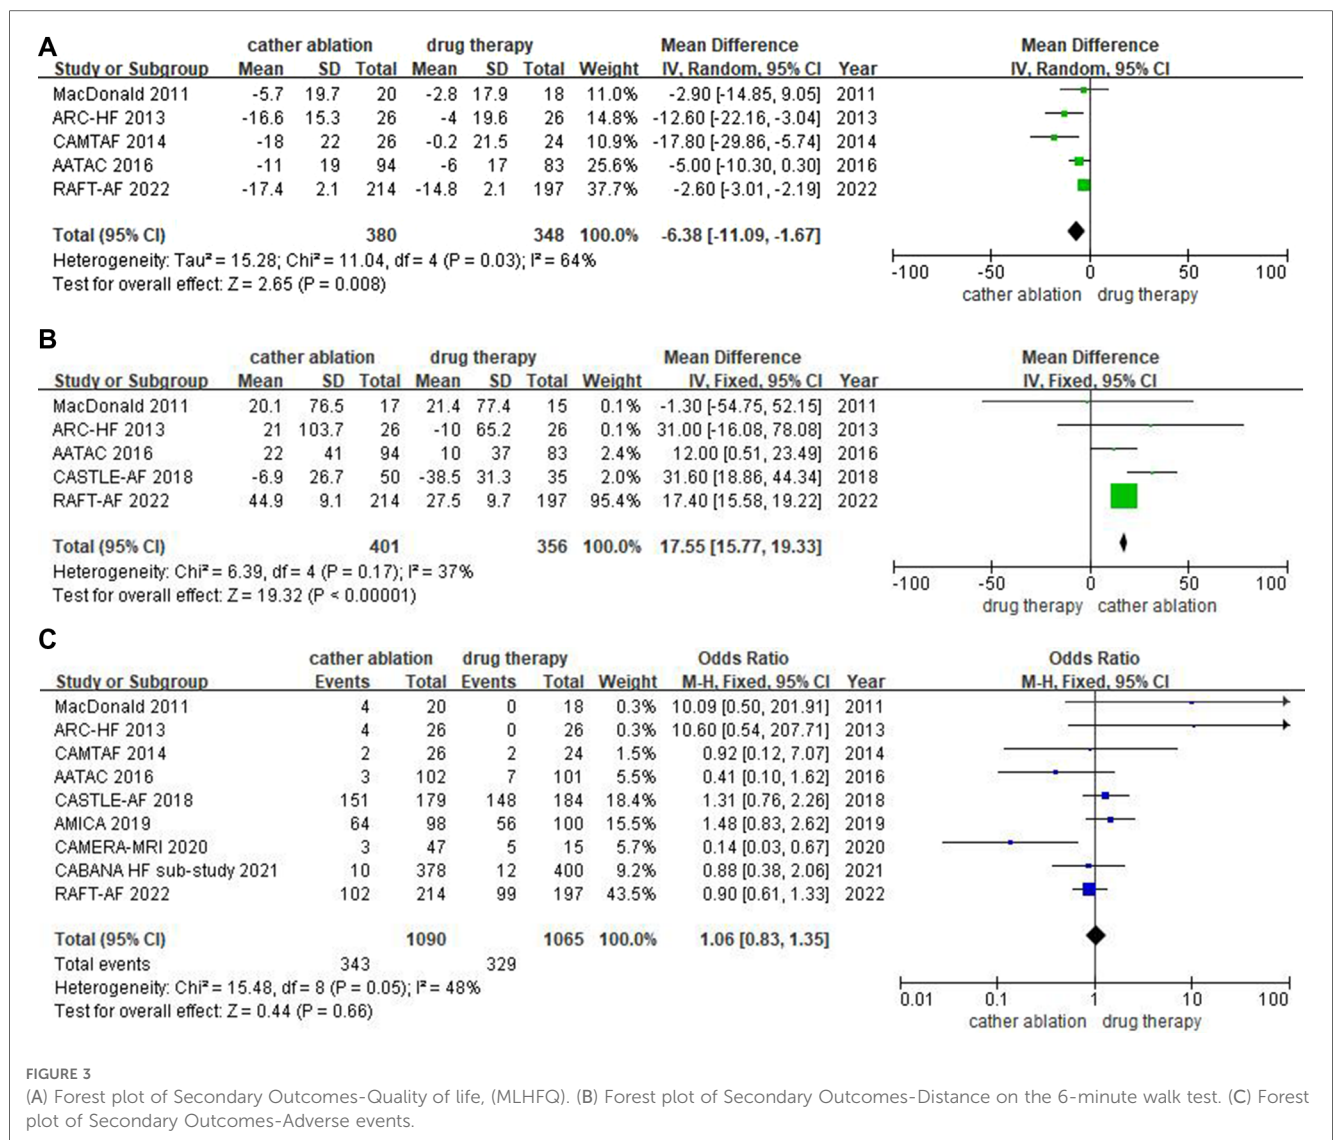 A
cather ablation drug therapy Mean Difference Mean Difference
Study or Subgroup Mean SD Total Mean SD Total Weight IV, Random, 95% CI Year IV, Random, 95% CI
MacDonald 2011 -5.7 19.7 20 -2.8 17.9 18 11.0% -2.90 [-14.85, 9.05] 2011
ARC-HF 2013 -16.6 15.3 26 -4 19.6 26 14.8% -12.60 [-22.16, -3.04] 2013
CAMTAF 2014 -18 22 26 -0.2 21.5 24 10.9% -17.80 [-29.86, -5.74] 2014
AATAC 2016 -11 19 94 -6 17 83 25.6% -5.00 [-10.30, 0.30] 2016
RAFT-AF 2022 -17.4 2.1 214 -14.8 2.1 197 37.7% -2.60 [-3.01, -2.19] 2022
Total (95% CI) 380 348 100.0% -6.38 [-11.09, -1.67]
Heterogeneity: Tau² = 15.28; Chi² = 11.04, df = 4 (P = 0.03); I² = 64%
Test for overall effect: Z = 2.65 (P = 0.008)
-100 -50 0 50 100
cather ablation drug therapy
B
cather ablation drug therapy Mean Difference Mean Difference
Study or Subgroup Mean SD Total Mean SD Total Weight IV, Fixed, 95% CI Year IV, Fixed, 95% CI
MacDonald 2011 20.1 76.5 17 21.4 77.4 15 0.1% -1.30 [-54.75, 52.15] 2011
ARC-HF 2013 21 103.7 26 -10 65.2 26 0.1% 31.00 [-16.08, 78.08] 2013
AATAC 2016 22 41 94 10 37 83 2.4% 12.00 [0.51, 23.49] 2016
CASTLE-AF 2018 -6.9 26.7 50 -38.5 31.3 35 2.0% 31.60 [18.86, 44.34] 2018
RAFT-AF 2022 44.9 9.1 214 27.5 9.7 197 95.4% 17.40 [15.58, 19.22] 2022
Total (95% CI) 401 356 100.0% 17.55 [15.77, 19.33]
Heterogeneity: Chi² = 6.39, df = 4 (P = 0.17); I² = 37%
Test for overall effect: Z = 19.32 (P < 0.00001)
-100 -50 0 50 100
drug therapy cather ablation
C
cather ablation drug therapy Odds Ratio Odds Ratio
Study or Subgroup Events Total Events Total Weight M-H, Fixed, 95% CI Year M-H, Fixed, 95% CI
MacDonald 2011 4 20 0 18 0.3% 10.09 [0.50, 201.91] 2011
ARC-HF 2013 4 26 0 26 0.3% 10.60 [0.54, 207.71] 2013
CAMTAF 2014 2 26 2 24 1.5% 0.92 [0.12, 7.07] 2014
AATAC 2016 3 102 7 101 5.5% 0.41 [0.10, 1.62] 2016
CASTLE-AF 2018 151 179 148 184 18.4% 1.31 [0.76, 2.26] 2018
AMICA 2019 64 98 56 100 15.5% 1.48 [0.83, 2.62] 2019
CAMERA-MRI 2020 3 47 5 15 5.7% 0.14 [0.03, 0.67] 2020
CABANA HF sub-study 2021 10 378 12 400 9.2% 0.88 [0.38, 2.06] 2021
RAFT-AF 2022 102 214 99 197 43.5% 0.90 [0.61, 1.33] 2022
Total (95% CI) 1090 1065 100.0% 1.06 [0.83, 1.35]
Total events 343 329
Heterogeneity: Chi² = 15.48, df = 8 (P = 0.05); I² = 48%
Test for overall effect: Z = 0.44 (P = 0.66)
0.01 0.1 1 10 100
cather ablation drug therapy
FIGURE 3
(A) Forest plot of Secondary Outcomes-Quality of life, (MLHFQ). (B) Forest plot of Secondary Outcomes-Distance on the 6-minute walk test. (C) Forest
plot of Secondary Outcomes-Adverse events.